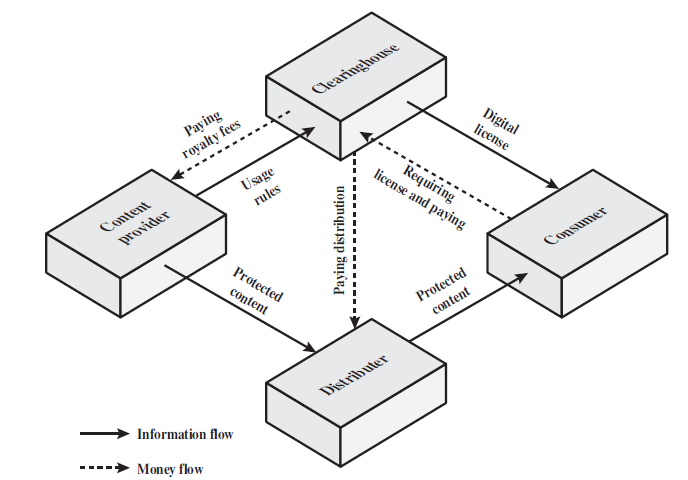 Clearinghouse
Paying
royalty fees
Digital
license
Usage
rules
Requiring
license and paying
Content
provider
Paying distribution
Consumer
Protected
content
Protected
content
Distributer
Information flow
Money flow